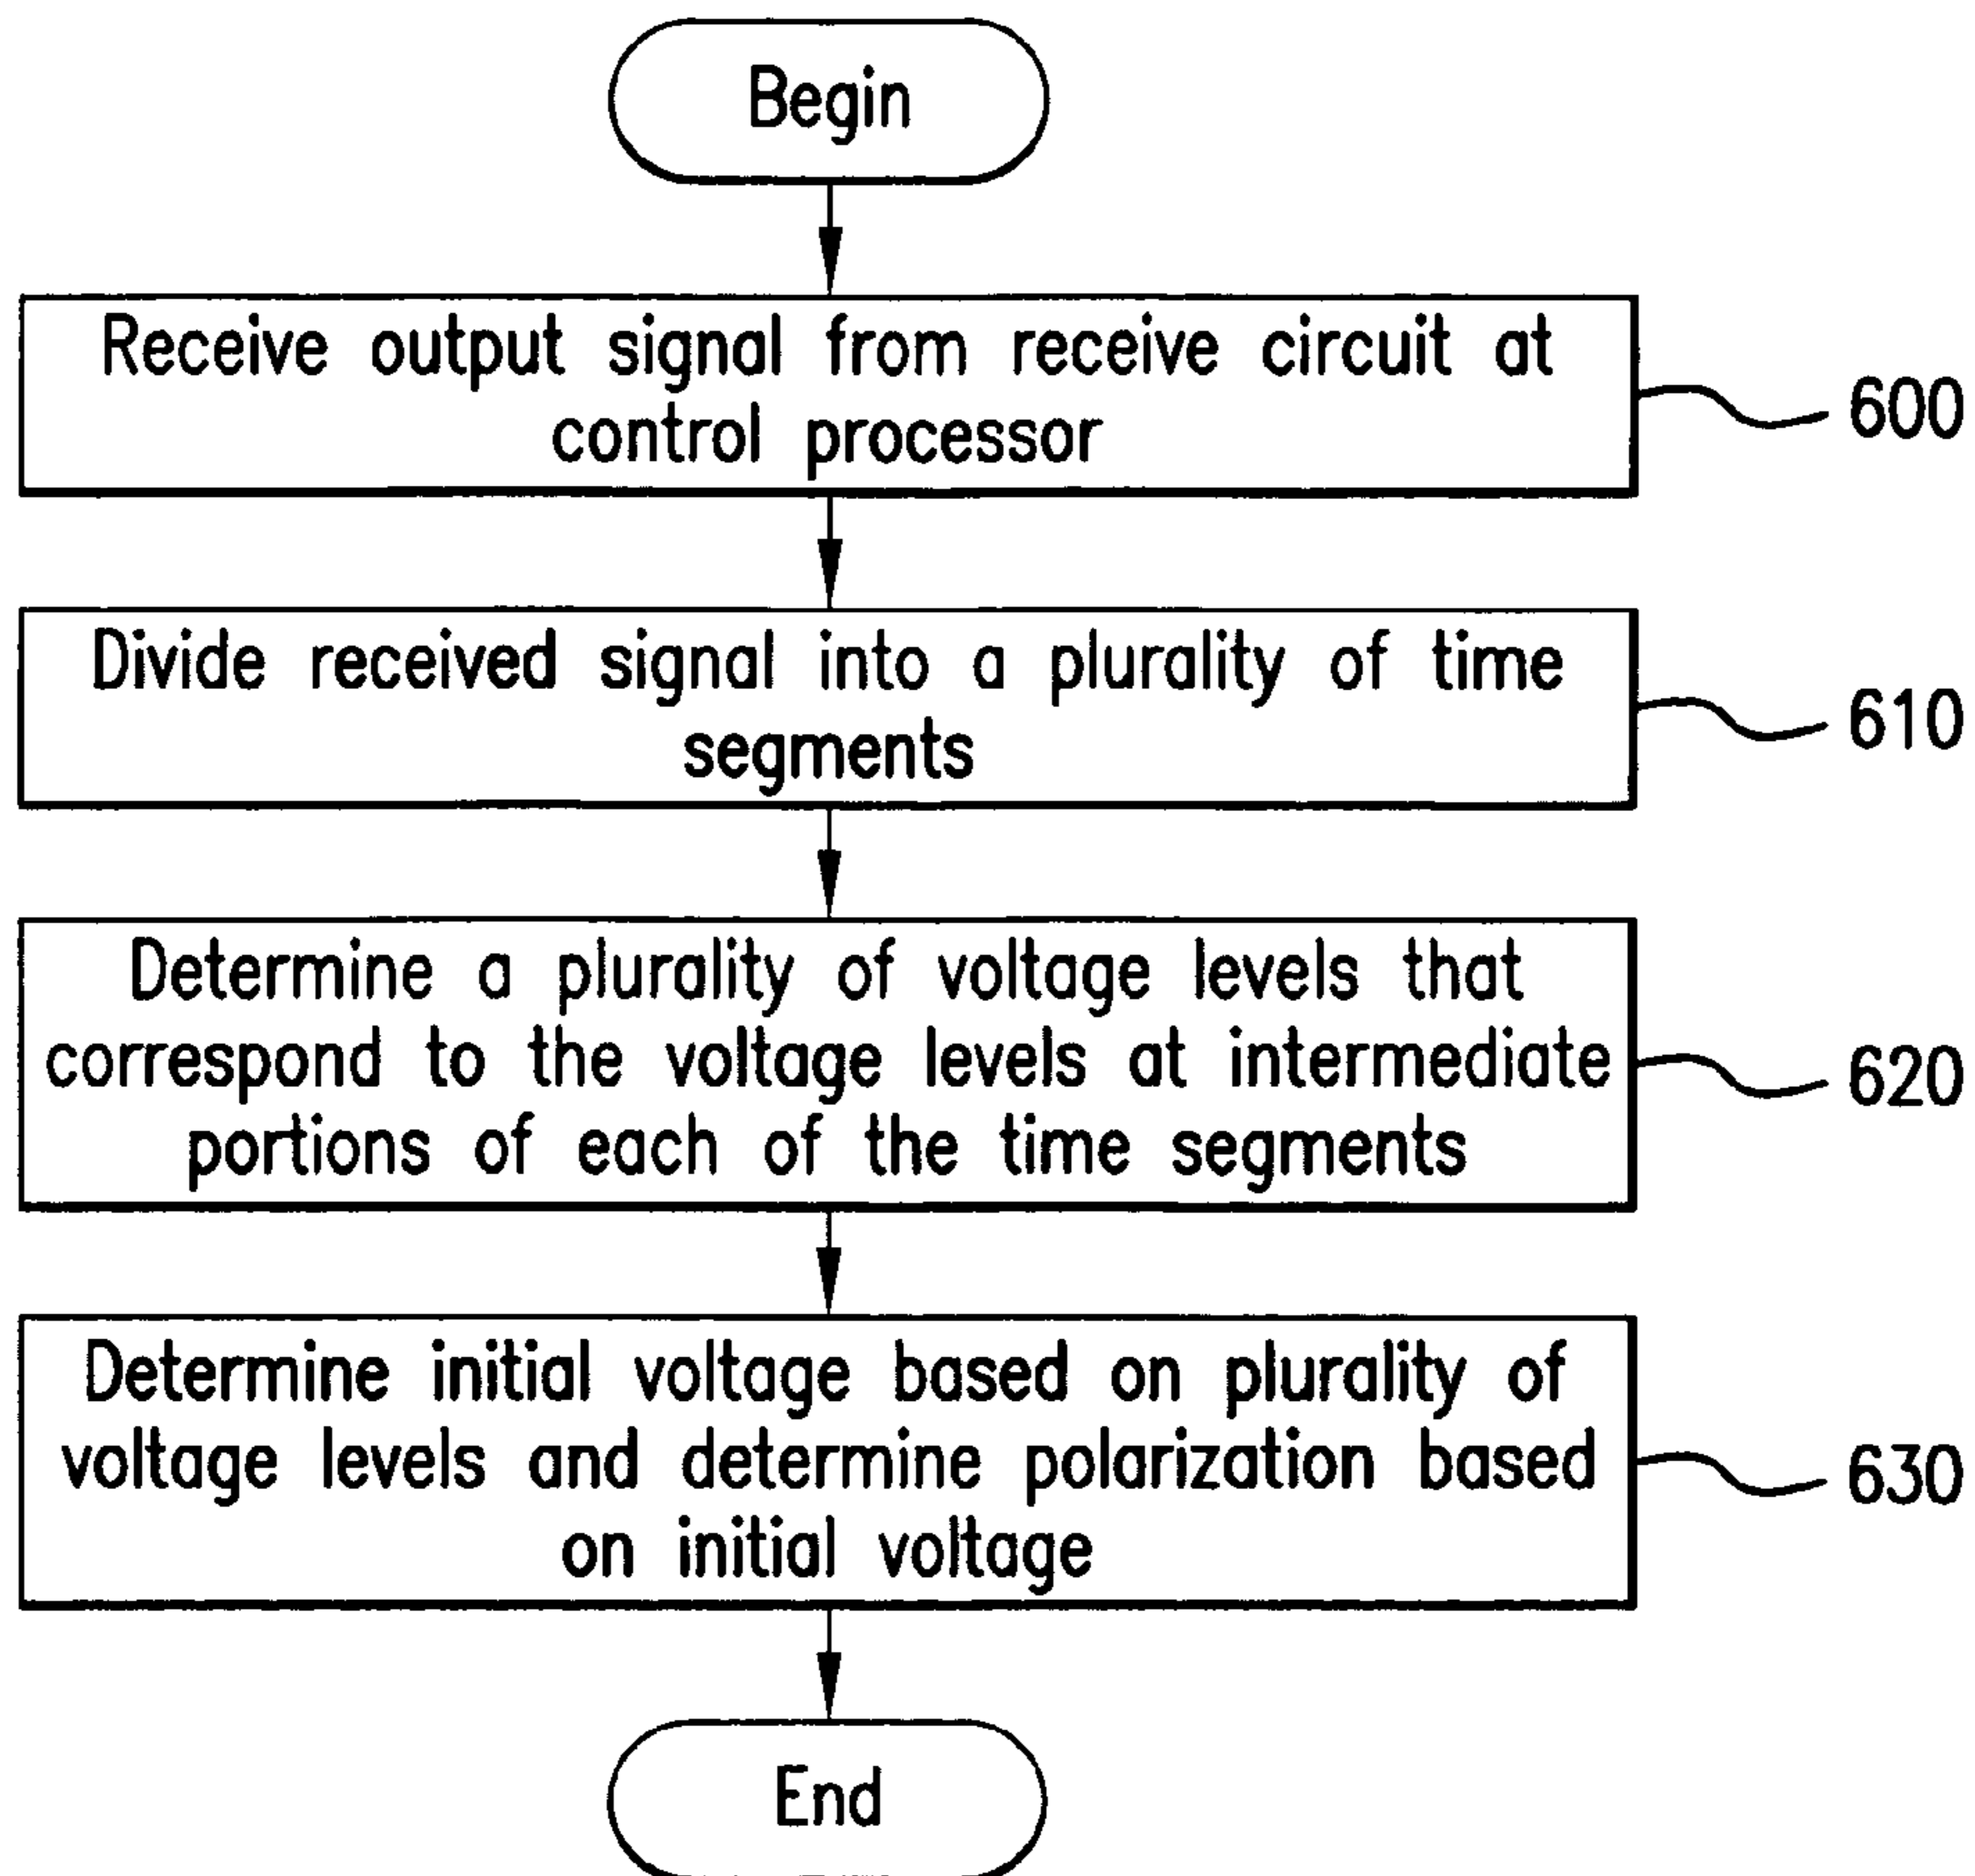 Begin
Receive output signal from receive circuit at
control processor
600
Divide received signal into a plurality of time
segments
610
Determine a plurality of voltage levels that
correspond to the voltage levels at intermediate
portions of each of the time segments
620
Determine initial voltage based on plurality of
voltage levels and determine polarization based
on initial voltage
630
End